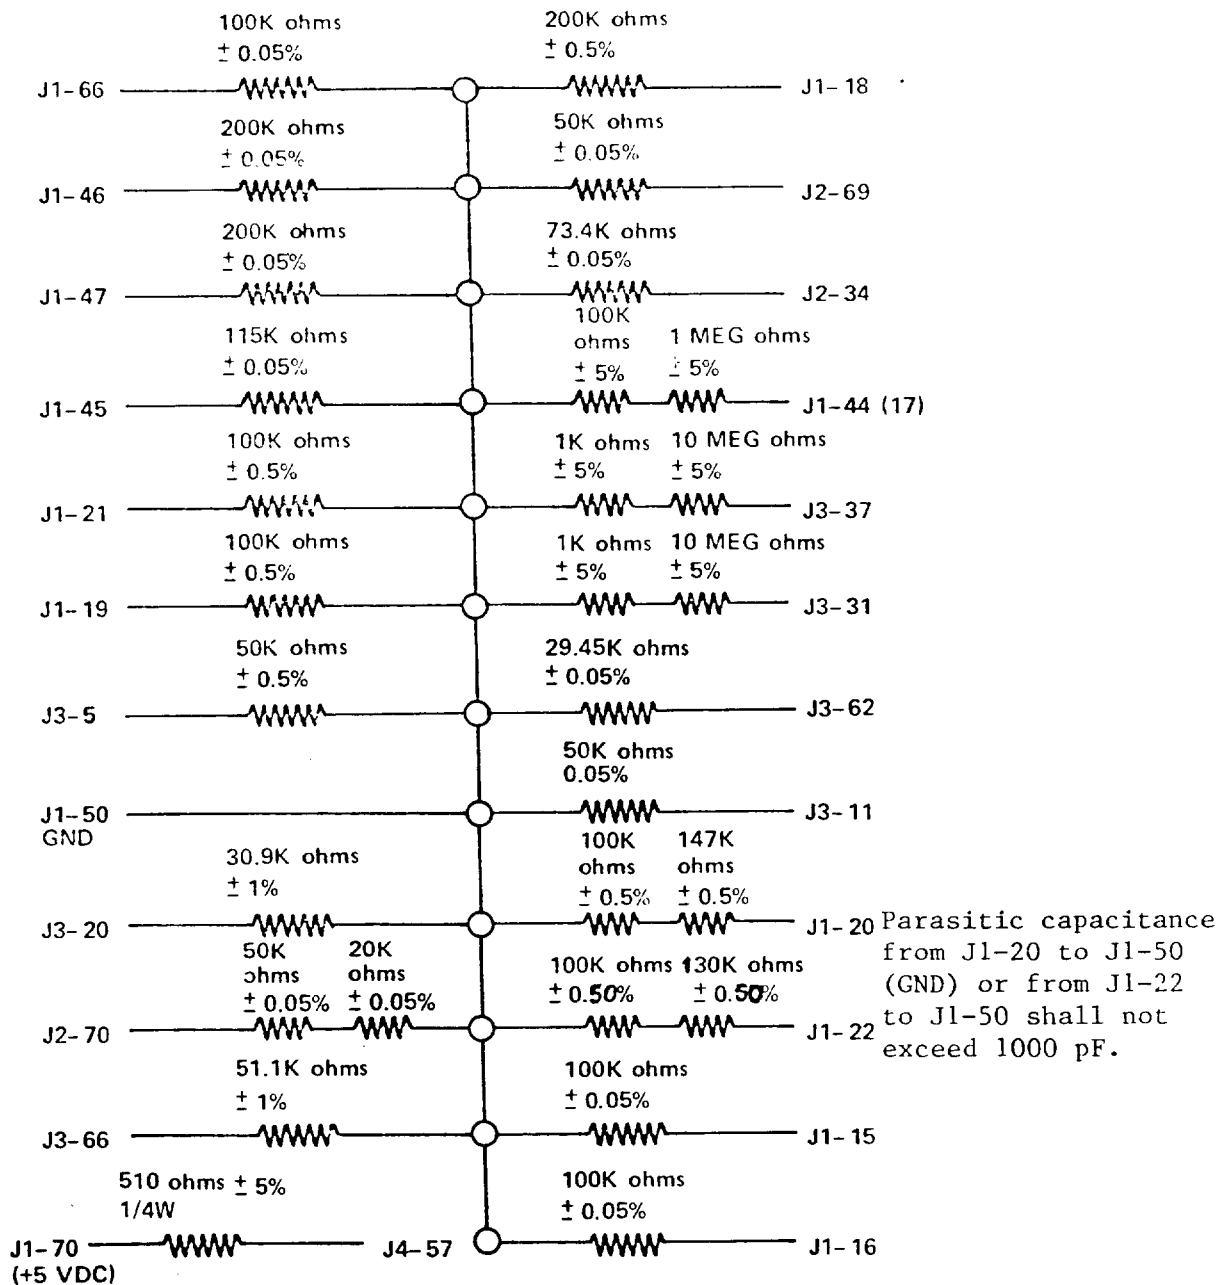 100K ohms
± 0.05%
200K ohms
± 0.5%
J1-66
J1-18
200K ohms
± 0.05%
50K ohms
± 0.05%
J1-46
J2-69
200K ohms
± 0.05%
73.4K ohms
± 0.05%
J1-47
J2-34
115K ohms
± 0.05%
100K
ohms
± 5%
1 MEG ohms
± 5%
J1-45
J1-44 (17)
100K ohms
± 0.5%
1K ohms
± 5%
10 MEG ohms
± 5%
J1-21
J3-37
100K ohms
± 0.5%
1K ohms
± 5%
10 MEG ohms
± 5%
J1-19
J3-31
50K ohms
± 0.5%
29.45K ohms
± 0.05%
J3-5
J3-62
50K ohms
0.05%
J1-50
GND
J3-11
30.9K ohms
± 1%
100K
ohms
± 0.5%
147K
ohms
± 0.5%
J3-20
J1-20
Parasitic capacitance
from J1-20 to J1-50
(GND) or from J1-22
to J1-50 shall not
exceed 1000 pF.
50K
ohms
± 0.05%
20K
ohms
± 0.05%
100K ohms
± 0.50%
130K ohms
± 0.50%
J2-70
J1-22
51.1K ohms
± 1%
100K ohms
± 0.05%
J3-66
J1-15
510 ohms ± 5%
1/4W
100K ohms
± 0.05%
J1-70
(+5 VDC)
J4-57
J1-16